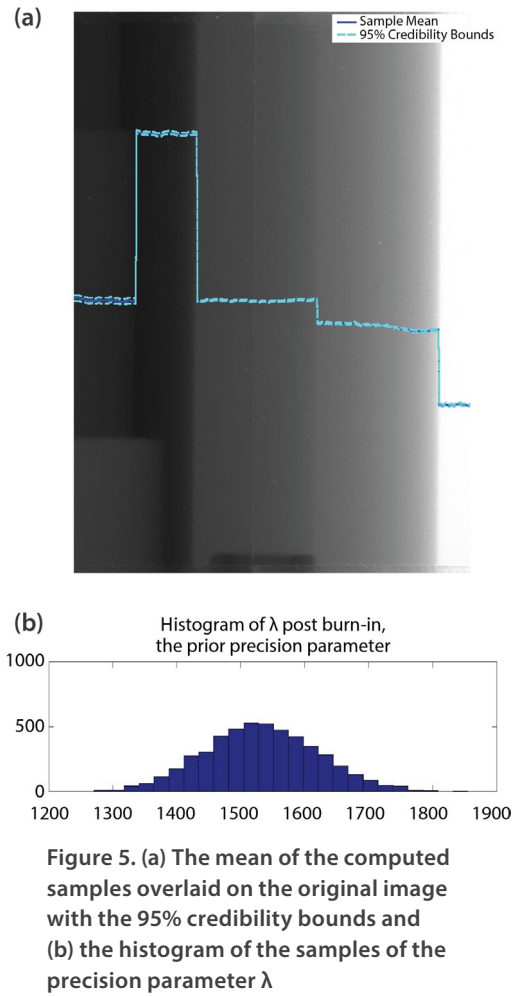 (a)
Sample Mean
95% Credibility Bounds
(b)
Histogram of λ post burn-in,
the prior precision parameter
1000
500
0
1200 1300 1400 1500 1600 1700 1800 1900
Figure 5. (a) The mean of the computed
samples overlaid on the original image
with the 95% credibility bounds and
(b) the histogram of the samples of the
precision parameter λ